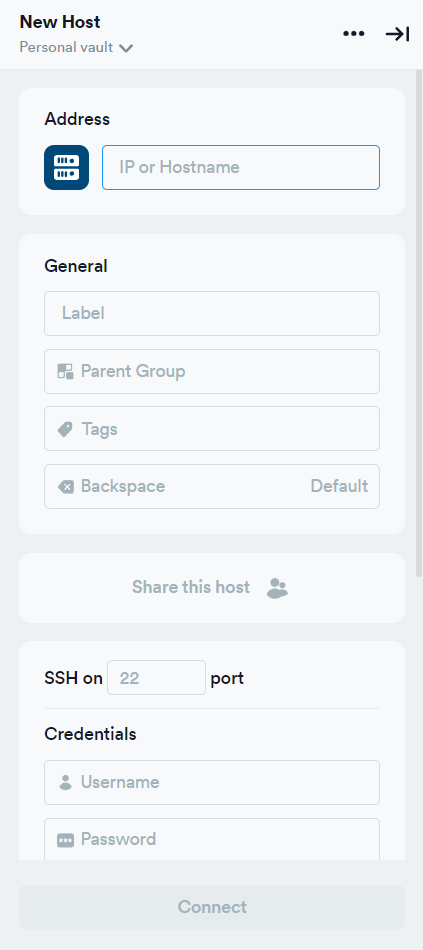 New Host
Personal vault
Address
IP or Hostname
General
Label
Parent Group
Tags
Backspace Default
Share this host
SSH on 22 port
Credentials
Username
Password
Connect